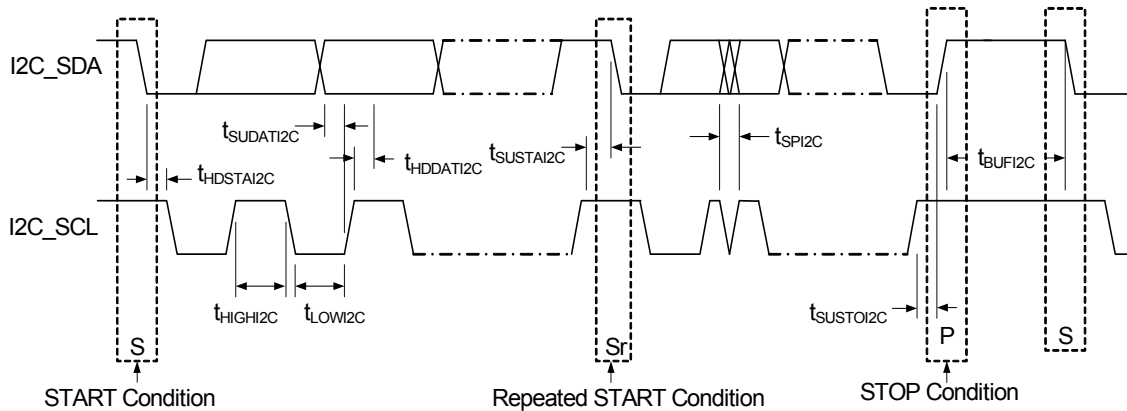 I2C_SDA
tSUDATI2C
tHDDATI2C
tSUSTAI2C
tSPI2C
tBUFI2C
tHDSTAI2C
I2C_SCL
tHIGHI2C
tLOWI2C
tSUSTOI2C
S
Sr
P
S
START Condition
Repeated START Condition
STOP Condition